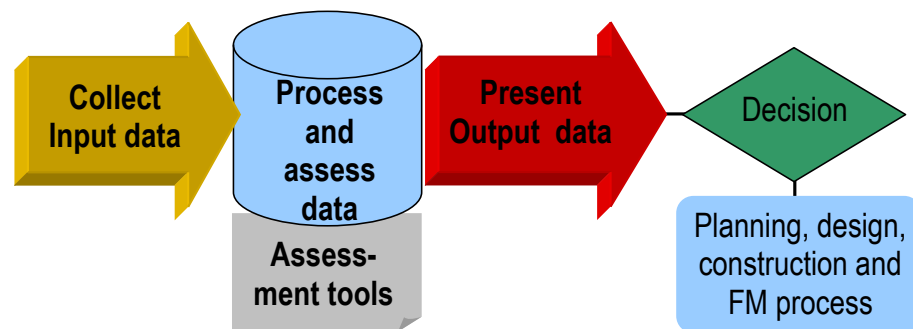 Collect
Input data
Process
and
assess
data
Assess-
ment tools
Present
Output data
Decision
Planning, design,
construction and
FM process